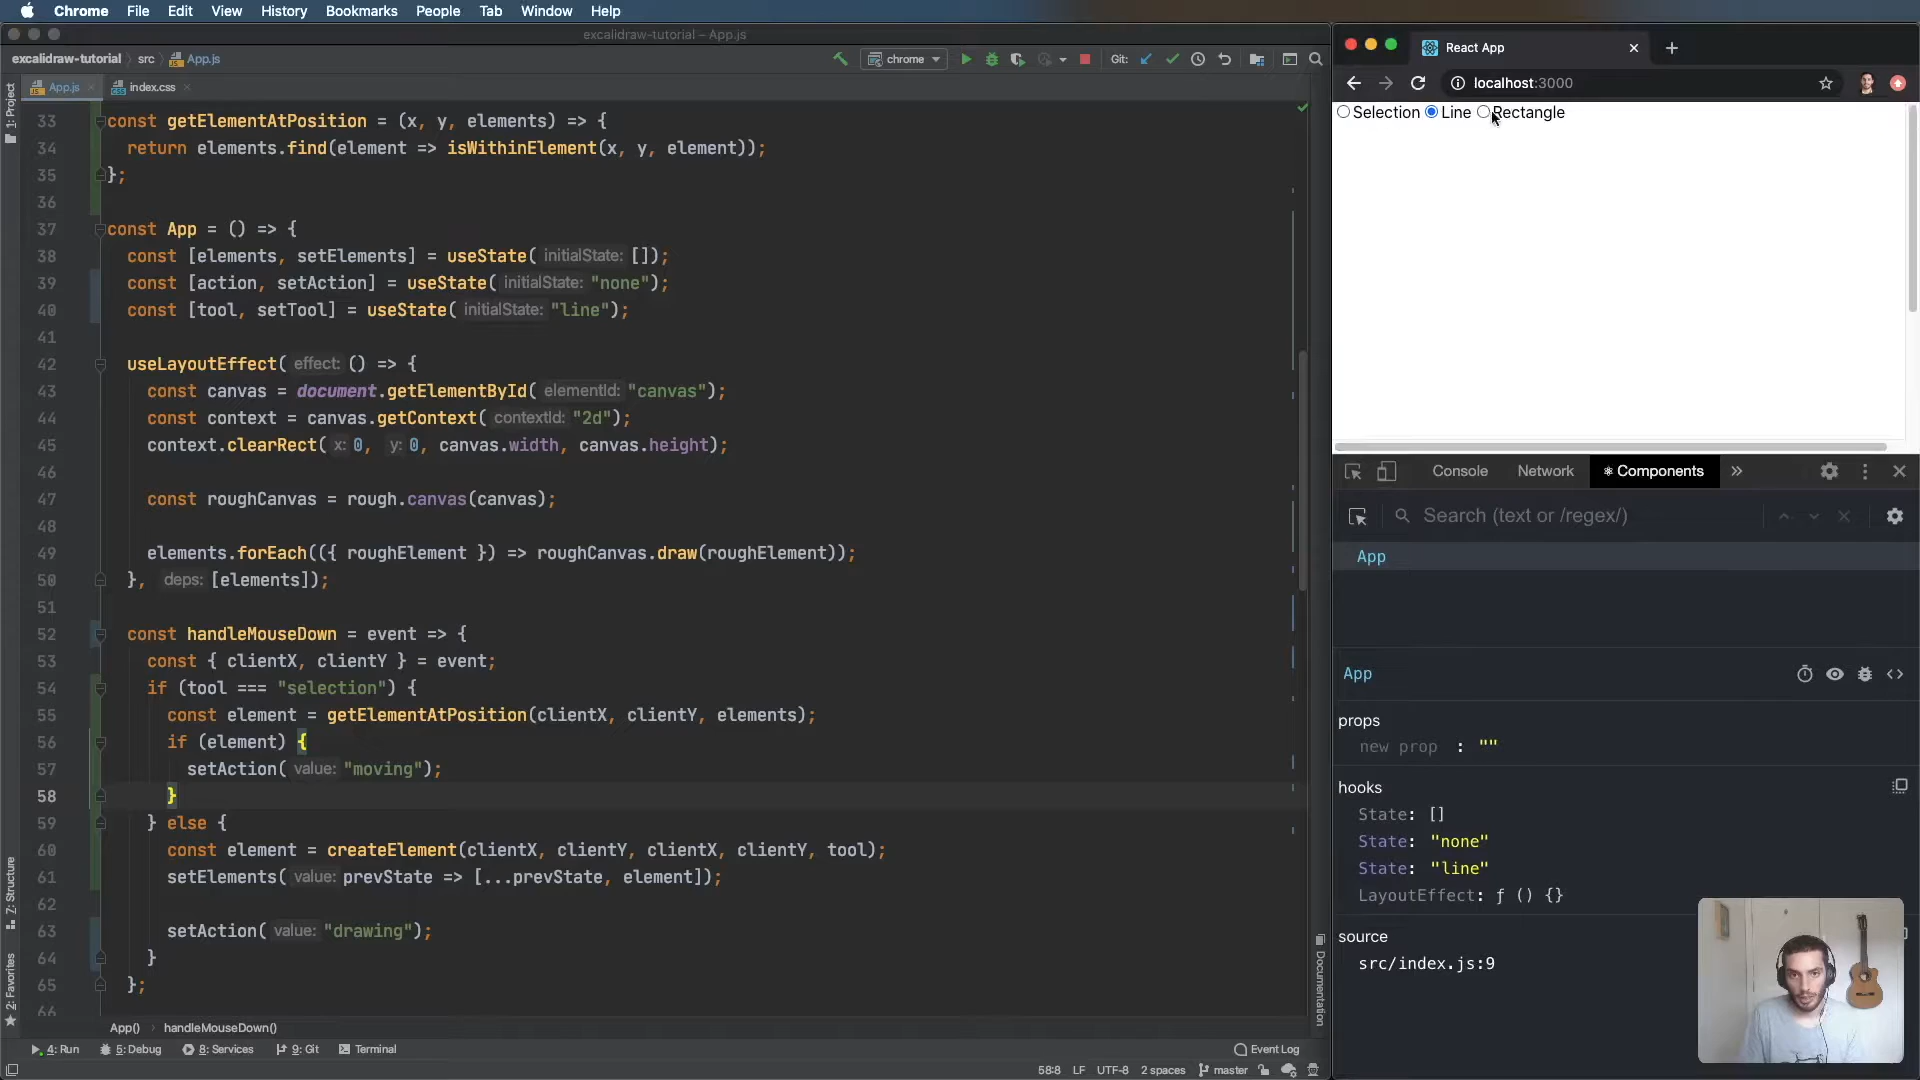 Chrome File Edit View History Bookmarks People Tab Window Help
excalidraw-tutorial – App.js
excalidraw-tutorial src App.js
chrome
Git:
App.js
index.css
1: Project
33 const getElementAtPosition = (x, y, elements) => {
34 return elements.find(element => isWithinElement(x, y, element));
35 };
36
37 const App = () => {
38 const [elements, setElements] = useState( initialState: []);
39 const [action, setAction] = useState( initialState: "none");
40 const [tool, setTool] = useState( initialState: "line");
41
42 useLayoutEffect( effect: () => {
43 const canvas = document.getElementById( elementId: "canvas");
44 const context = canvas.getContext( contextId: "2d");
45 context.clearRect( x: 0, y: 0, canvas.width, canvas.height);
46
47 const roughCanvas = rough.canvas(canvas);
48
49 elements.forEach(({ roughElement }) => roughCanvas.draw(roughElement));
50 }, deps: [elements]);
51
52 const handleMouseDown = event => {
53 const { clientX, clientY } = event;
54 if (tool === "selection") {
55 const element = getElementAtPosition(clientX, clientY, elements);
56 if (element) {
57 setAction( value: "moving");
58 }
59 } else {
60 const element = createElement(clientX, clientY, clientX, clientY, tool);
61 setElements( value: prevState => [...prevState, element]);
62
63 setAction( value: "drawing");
64 }
65 };
66
7: Structure
2: Favorites
Documentation
App() handleMouseDown()
4: Run 5: Debug 8: Services 9: Git Terminal
Event Log
58:8 LF UTF-8 2 spaces master
React App
localhost:3000
Selection Line Rectangle
Console Network Components
Search (text or /regex/)
App
App
props
new prop : ""
hooks
State: []
State: "none"
State: "line"
LayoutEffect: ƒ () {}
source
src/index.js:9